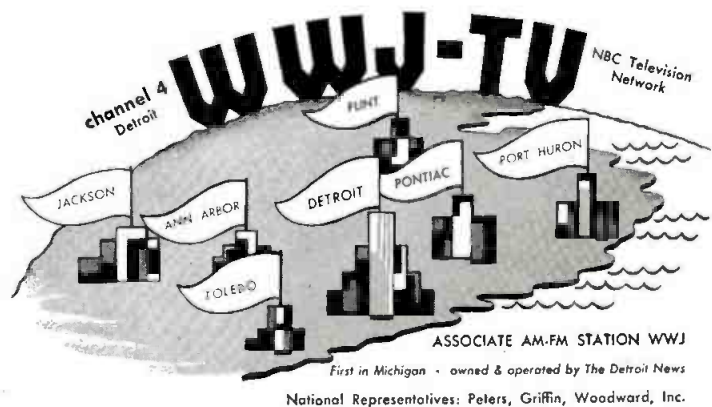 WWJ-TV
channel 4
Detroit
NBC Television
Network
FLINT
JACKSON
ANN ARBOR
DETROIT
PONTIAC
PORT HURON
TOLEDO
ASSOCIATE AM-FM STATION WWJ
First in Michigan • owned & operated by The Detroit News
National Representatives: Peters, Griffin, Woodward, Inc.